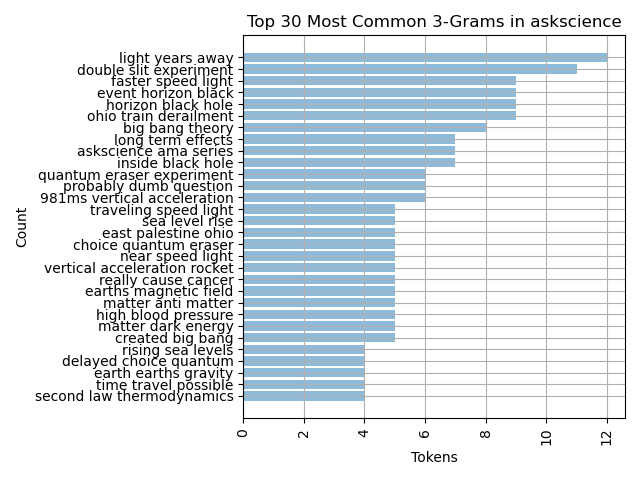 Top 30 Most Common 3-Grams in askscience
light years away
double slit experiment
faster speed light
event horizon black
horizon black hole
ohio train derailment
big bang theory
long term effects
askscience ama series
inside black hole
quantum eraser experiment
probably dumb question
981ms vertical acceleration
traveling speed light
sea level rise
east palestine ohio
choice quantum eraser
near speed light
vertical acceleration rocket
really cause cancer
earths magnetic field
matter anti matter
high blood pressure
matter dark energy
created big bang
rising sea levels
delayed choice quantum
earth earths gravity
time travel possible
second law thermodynamics
Count
0 2 4 6 8 10 12
Tokens